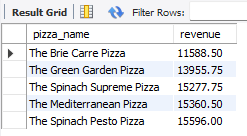 Result Grid Filter Rows:
pizza_name revenue
The Brie Carre Pizza 11588.50
The Green Garden Pizza 13955.75
The Spinach Supreme Pizza 15277.75
The Mediterranean Pizza 15360.50
The Spinach Pesto Pizza 15596.00